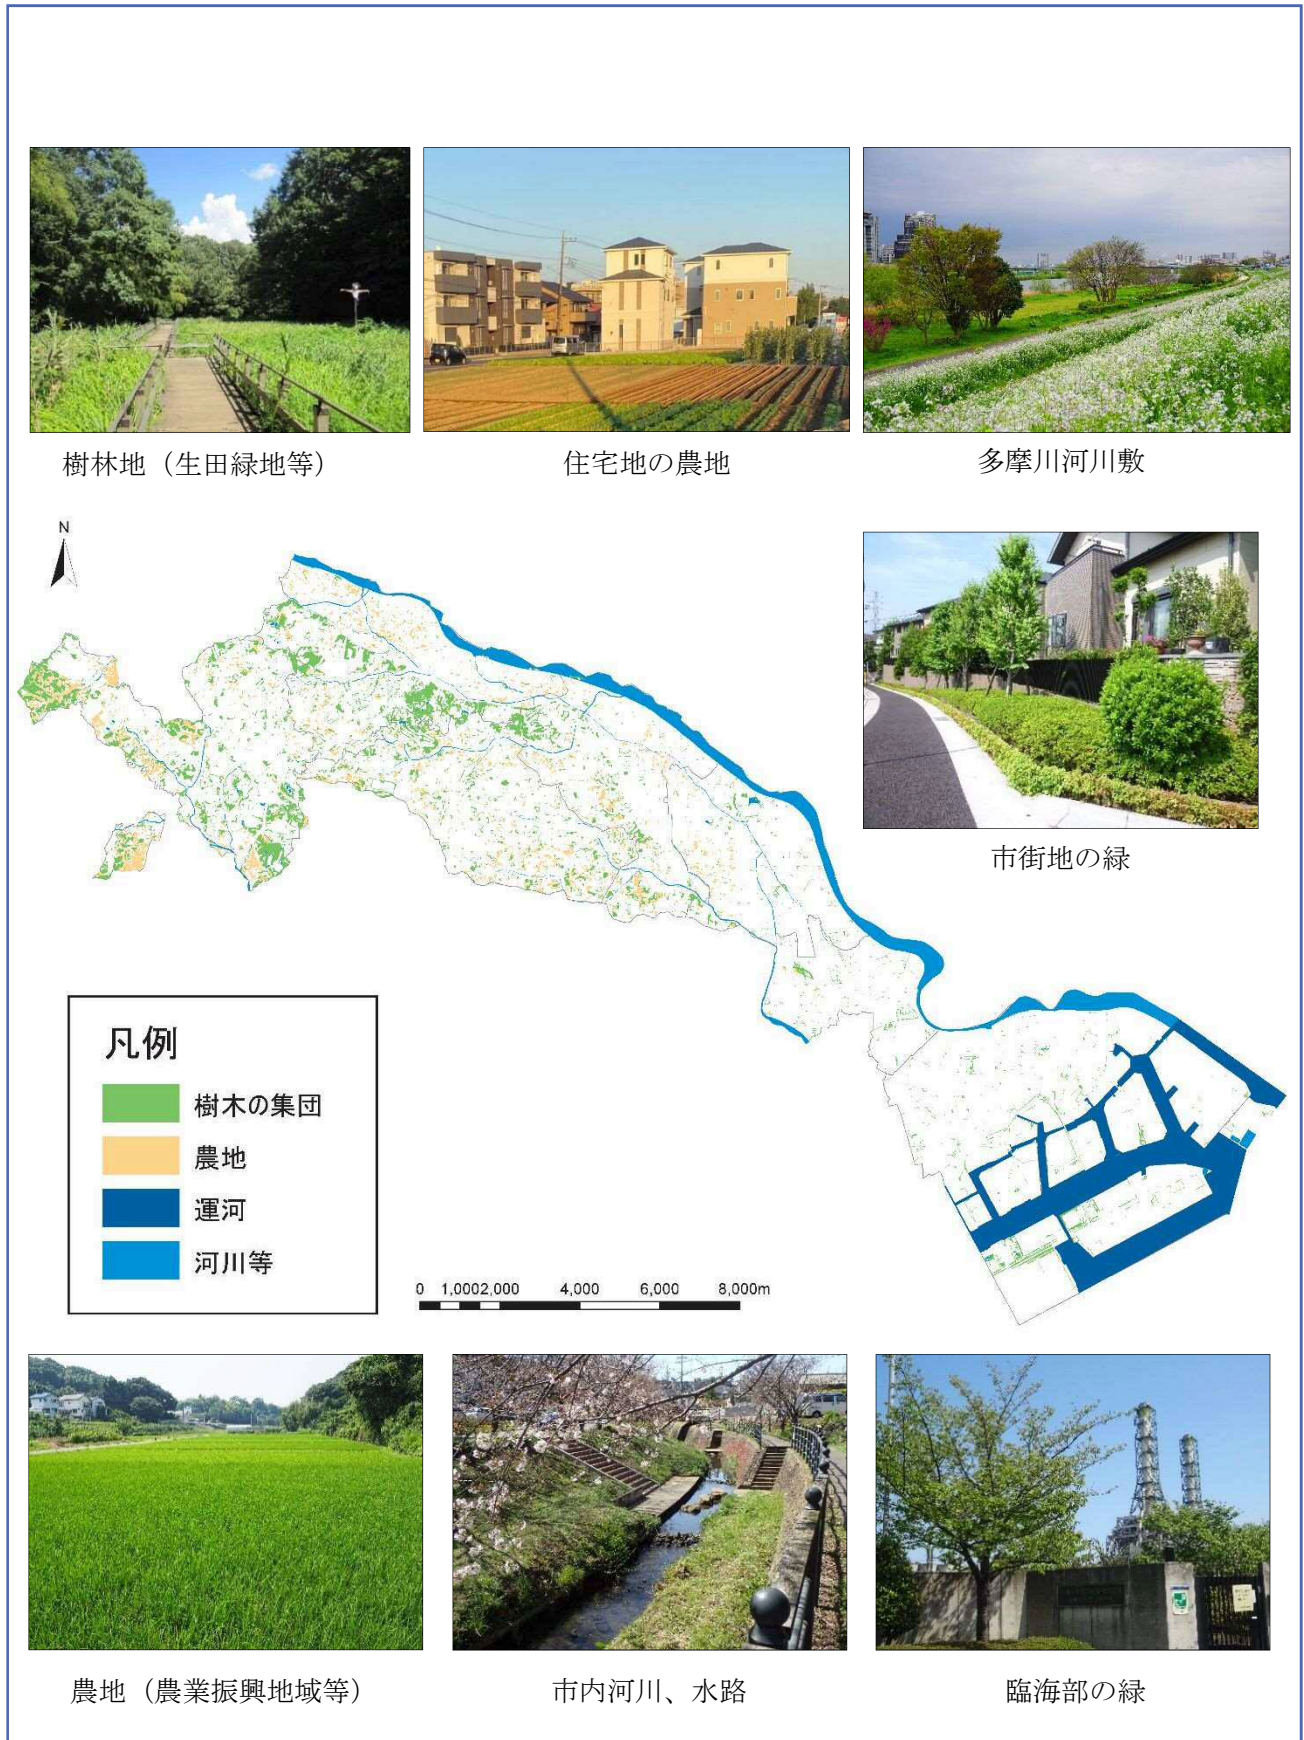 樹林地（生田緑地等）
住宅地の農地
多摩川河川敷
N
市街地の緑
凡例
樹木の集団
農地
運河
河川等
0 1,000 2,000 4,000 6,000 8,000m
農地（農業振興地域等）
市内河川、水路
臨海部の緑